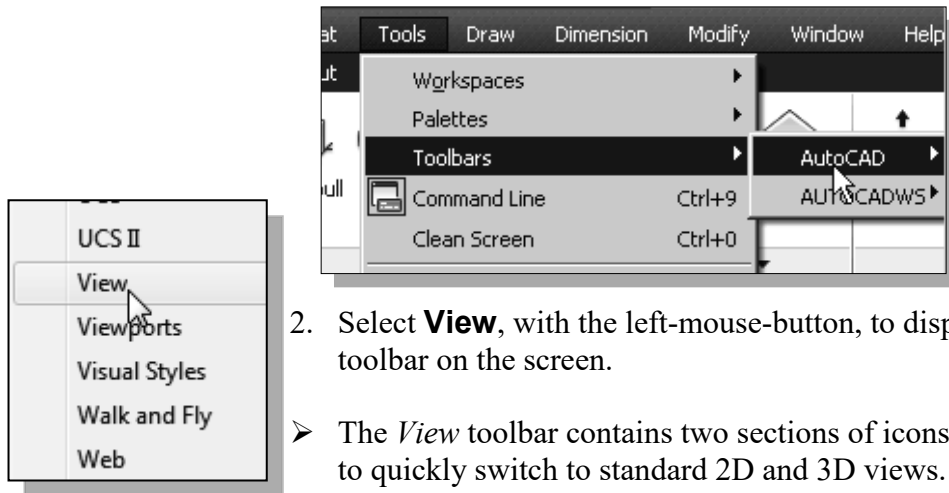 Tools Draw Dimension Modify Window Help
Workspaces
Palettes
Toolbars
AutoCAD
Command Line Ctrl+9
AUTOCADWS
Clean Screen Ctrl+0
UCS II
View
Viewports
Visual Styles
Walk and Fly
Web
2. Select View, with the left-mouse-button, to disp
toolbar on the screen.
➤ The View toolbar contains two sections of icons
to quickly switch to standard 2D and 3D views.